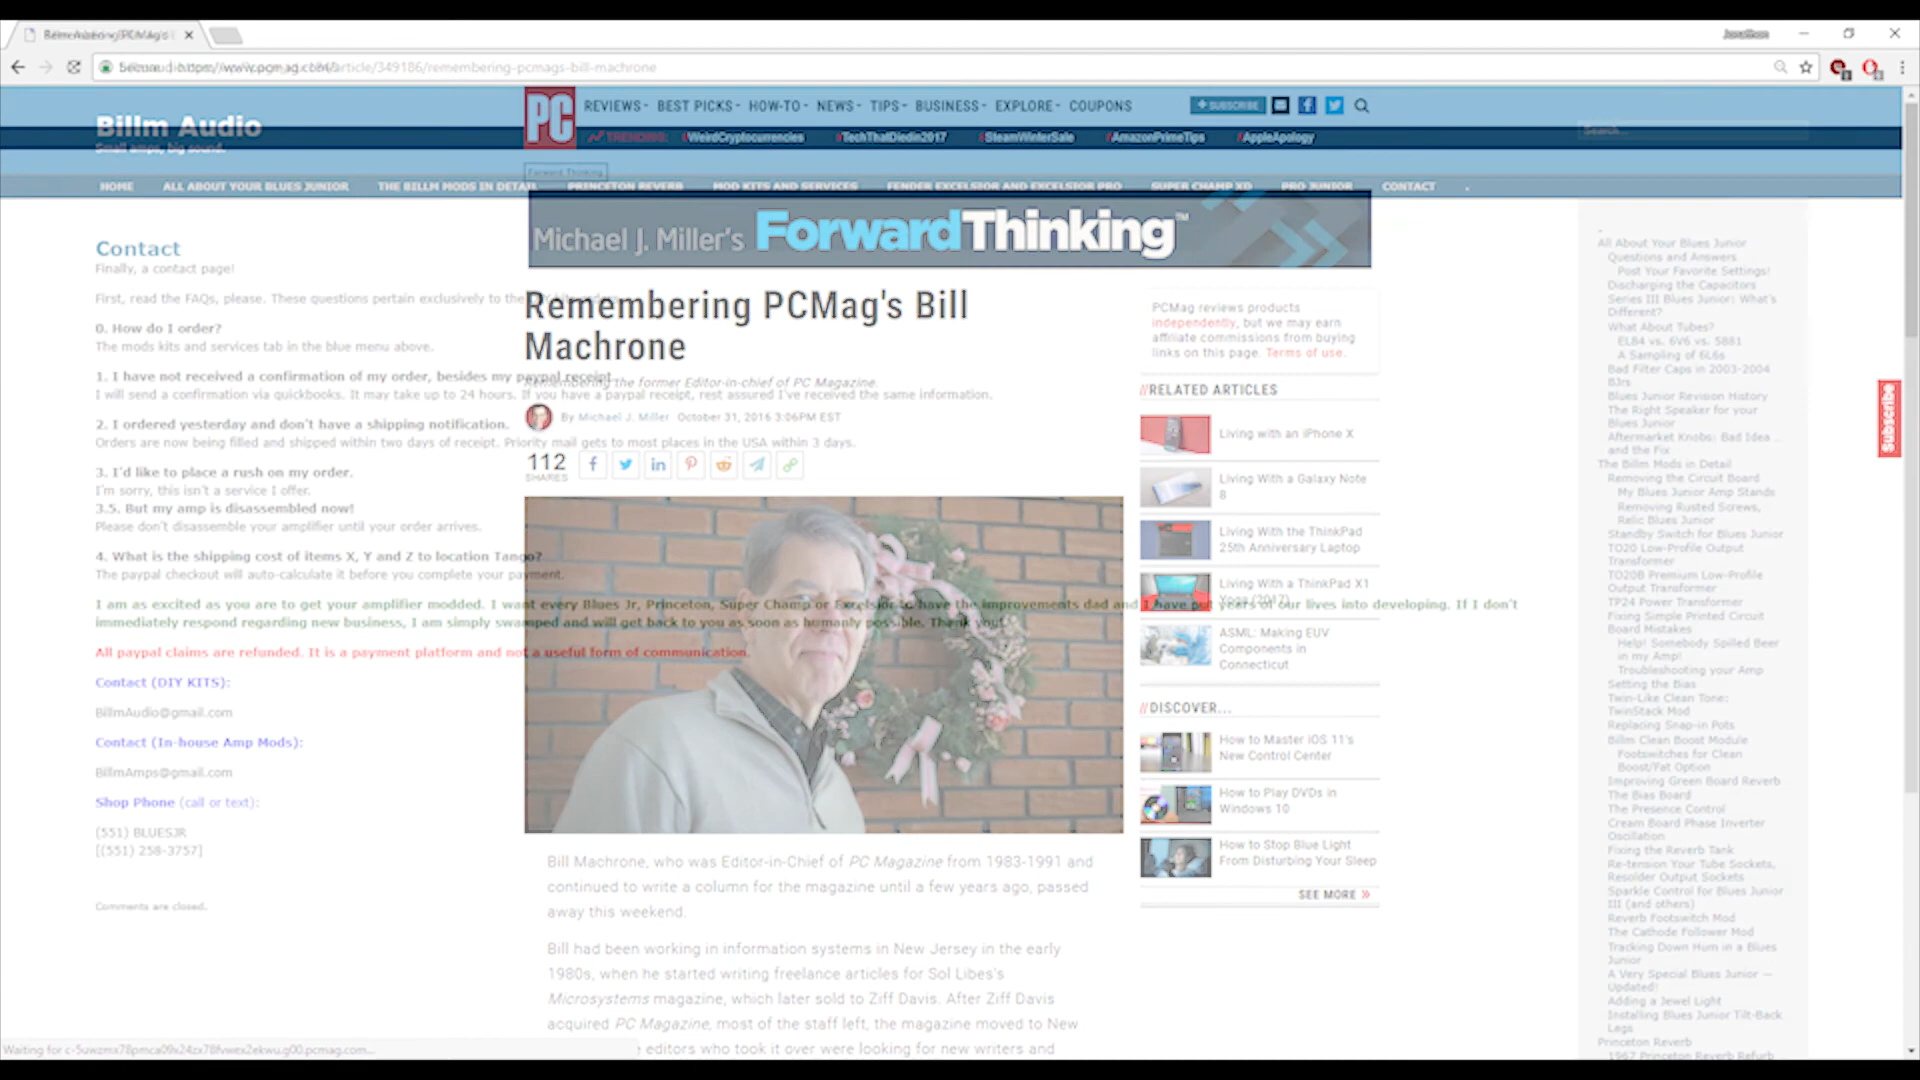 Jonathan
article/349186/remembering-pcmags-bill-machrone
Billm Audio
Small amps, big sound.
PC
REVIEWS BEST PICKS HOW-TO NEWS TIPS BUSINESS EXPLORE COUPONS
SUBSCRIBE
TRENDING: #WeirdCryptocurrencies #TechThatDiedin2017 #SteamWinterSale #AmazonPrimeTips #AppleApology
Search...
Forward Thinking
HOME ALL ABOUT YOUR BLUES JUNIOR THE BILLM MODS IN DETAIL PRINCETON REVERB MOD KITS AND SERVICES FENDER EXCELSIOR AND EXCELSIOR PRO SUPER CHAMP XD PRO JUNIOR CONTACT .
Michael J. Miller's ForwardThinking™
Contact
Finally, a contact page!
First, read the FAQs, please. These questions pertain exclusively to the
0. How do I order?
The mods kits and services tab in the blue menu above.
1. I have not received a confirmation of my order, besides my paypal receipt.
I will send a confirmation via quickbooks. It may take up to 24 hours. If you have a paypal receipt, rest assured I've received the same information.
2. I ordered yesterday and don't have a shipping notification.
Orders are now being filled and shipped within two days of receipt. Priority mail gets to most places in the USA within 3 days.
3. I'd like to place a rush on my order.
I'm sorry, this isn't a service I offer.
3.5. But my amp is disassembled now!
Please don't disassemble your amplifier until your order arrives.
4. What is the shipping cost of items X, Y and Z to location Tango?
The paypal checkout will auto-calculate it before you complete your payment.
I am as excited as you are to get your amplifier modded. I want every Blues Jr, Princeton, Super Champ or Excelsior to have the improvements dad and I have put years of our lives into developing. If I don't
immediately respond regarding new business, I am simply swamped and will get back to you as soon as humanly possible. Thank you!
All paypal claims are refunded. It is a payment platform and not a useful form of communication.
Contact (DIY KITS):
BillmAudio@gmail.com
Contact (In-house Amp Mods):
BillmAmps@gmail.com
Shop Phone (call or text):
(551) BLUESJR
[(551) 258-3757]
Comments are closed.
Remembering PCMag's Bill
Machrone
Remembering the former Editor-in-chief of PC Magazine.
By Michael J. Miller October 31, 2016 3:06PM EST
112
SHARES
Bill Machrone, who was Editor-in-Chief of PC Magazine from 1983-1991 and
continued to write a column for the magazine until a few years ago, passed
away this weekend.
Bill had been working in information systems in New Jersey in the early
1980s, when he started writing freelance articles for Sol Libes's
Microsystems magazine, which later sold to Ziff Davis. After Ziff Davis
acquired PC Magazine, most of the staff left, the magazine moved to New
editors who took it over were looking for new writers and
PCMag reviews products
independently, but we may earn
affiliate commissions from buying
links on this page. Terms of use.
//RELATED ARTICLES
Living with an iPhone X
Living With a Galaxy Note
8
Living With the ThinkPad
25th Anniversary Laptop
Living With a ThinkPad X1
Yoga (2017)
ASML: Making EUV
Components in
Connecticut
//DISCOVER...
How to Master iOS 11's
New Control Center
How to Play DVDs in
Windows 10
How to Stop Blue Light
From Disturbing Your Sleep
SEE MORE »
Subscribe
.
All About Your Blues Junior
Questions and Answers
Post Your Favorite Settings!
Discharging the Capacitors
Series III Blues Junior: What's
Different?
What About Tubes?
EL84 vs. 6V6 vs. 5881
A Sampling of 6L6s
Bad Filter Caps in 2003-2004
BJrs
Blues Junior Revision History
The Right Speaker for your
Blues Junior
Aftermarket Knobs: Bad Idea ...
and the Fix
The Billm Mods in Detail
Removing the Circuit Board
My Blues Junior Amp Stands
Removing Rusted Screws,
Relic Blues Junior
Standby Switch for Blues Junior
TO20 Low-Profile Output
Transformer
TO20B Premium Low-Profile
Output Transformer
TP24 Power Transformer
Fixing Simple Printed Circuit
Board Mistakes
Help! Somebody Spilled Beer
in my Amp!
Troubleshooting your Amp
Setting the Bias
Twin-Like Clean Tone:
TwinStack Mod
Replacing Snap-in Pots
Billm Clean Boost Module
Footswitches for Clean
Boost/Fat Option
Improving Green Board Reverb
The Bias Board
The Presence Control
Cream Board Phase Inverter
Oscillation
Fixing the Reverb Tank
Re-tension Your Tube Sockets,
Resolder Output Sockets
Sparkle Control for Blues Junior
III (and others)
Reverb Footswitch Mod
The Cathode Follower Mod
Tracking Down Hum in a Blues
Junior
A Very Special Blues Junior —
Updated!
Adding a Jewel Light
Installing Blues Junior Tilt-Back
Legs
Princeton Reverb
1967 Princeton Reverb Refurb